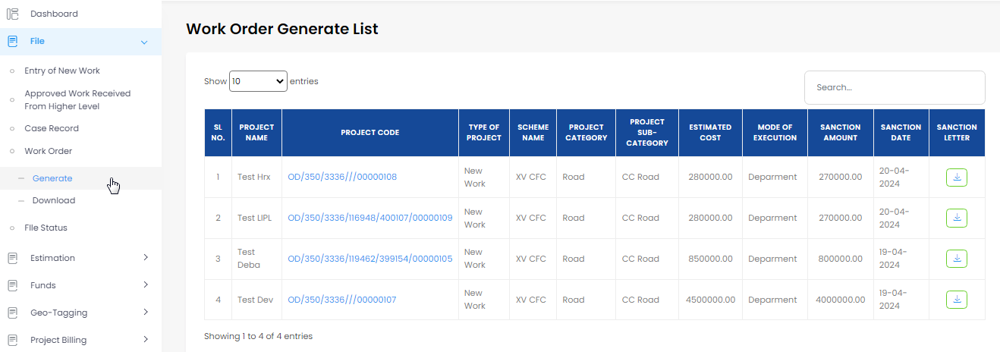 Dashboard
File
Entry of New Work
Approved Work Received
From Higher Level
Case Record
Work Order
Generate
Download
FIle Status
Estimation
Funds
Geo-Tagging
Project Billing
Work Order Generate List
Show 10 entries
Search...
SL NO. PROJECT NAME PROJECT CODE TYPE OF PROJECT SCHEME NAME PROJECT CATEGORY PROJECT SUB-CATEGORY ESTIMATED COST MODE OF EXECUTION SANCTION AMOUNT SANCTION DATE SANCTION LETTER
1 Test Hrx OD/350/3336///00000108 New Work XV CFC Road CC Road 280000.00 Deparment 270000.00 20-04-2024
2 Test LIPL OD/350/3336/116948/400107/00000109 New Work XV CFC Road CC Road 280000.00 Deparment 270000.00 20-04-2024
3 Test Deba OD/350/3336/119462/399154/00000105 New Work XV CFC Road CC Road 850000.00 Deparment 800000.00 19-04-2024
4 Test Dev OD/350/3336///00000107 New Work XV CFC Road CC Road 4500000.00 Deparment 4000000.00 19-04-2024
Showing 1 to 4 of 4 entries